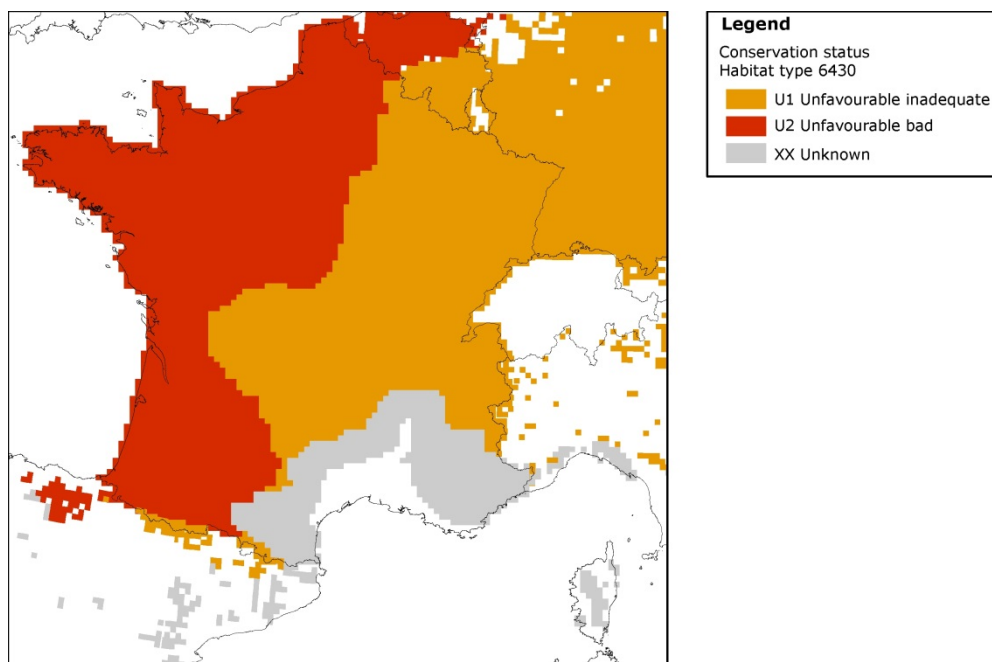 Legend
Conservation status
Habitat type 6430
U1 Unfavourable inadequate
U2 Unfavourable bad
XX Unknown